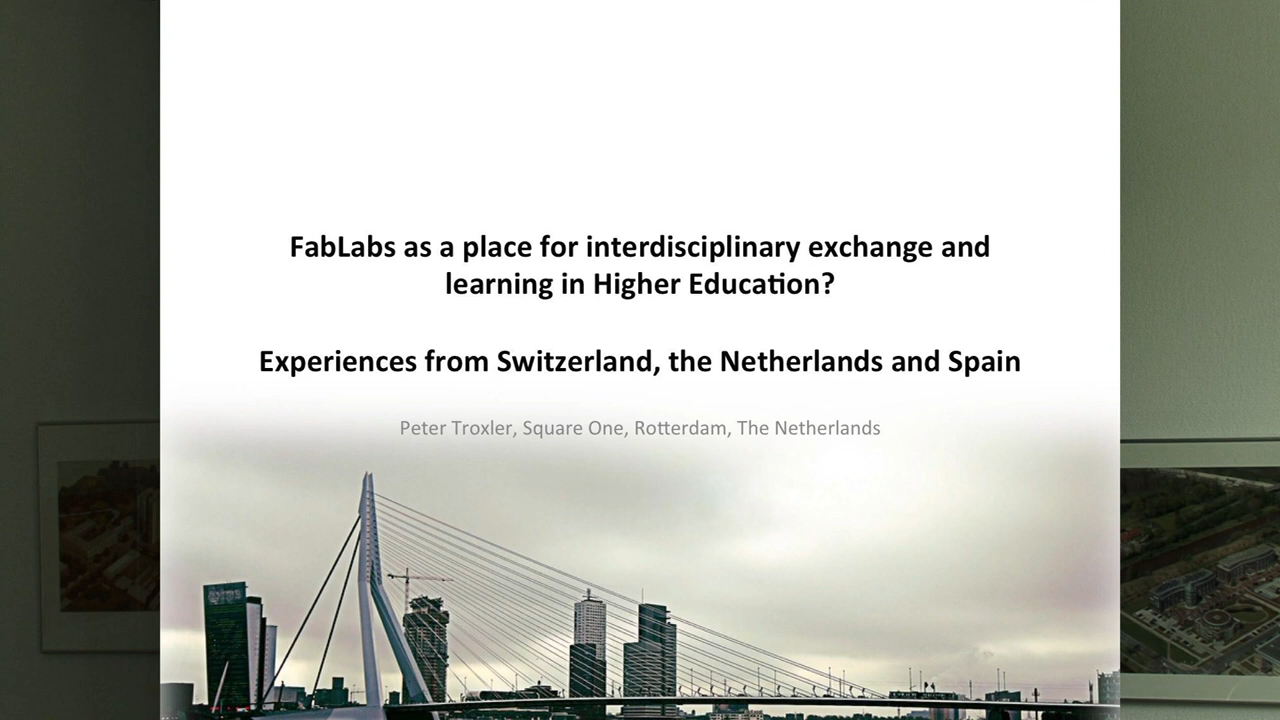 FabLabs as a place for interdisciplinary exchange and
learning in Higher Education?
Experiences from Switzerland, the Netherlands and Spain
Peter Troxler, Square One, Rotterdam, The Netherlands